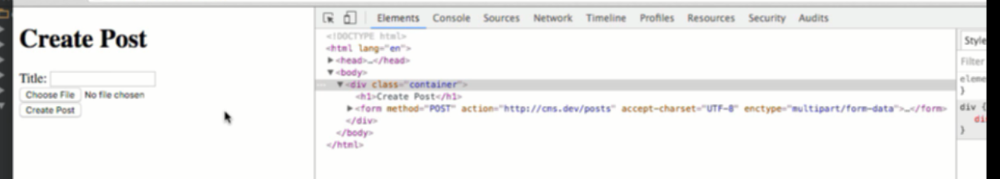 Create Post
Title:
Choose File No file chosen
Create Post
Elements Console Sources Network Timeline Profiles Resources Security Audits
<!DOCTYPE html>
<html lang="en">
▶<head>…</head>
▼<body>
… ▼<div class="container">
<h1>Create Post</h1>
▶<form method="POST" action="http://cms.dev/posts" accept-charset="UTF-8" enctype="multipart/form-data">…</form>
</div>
</body>
</html>
Style
Filter
eleme
}
div {
di
}